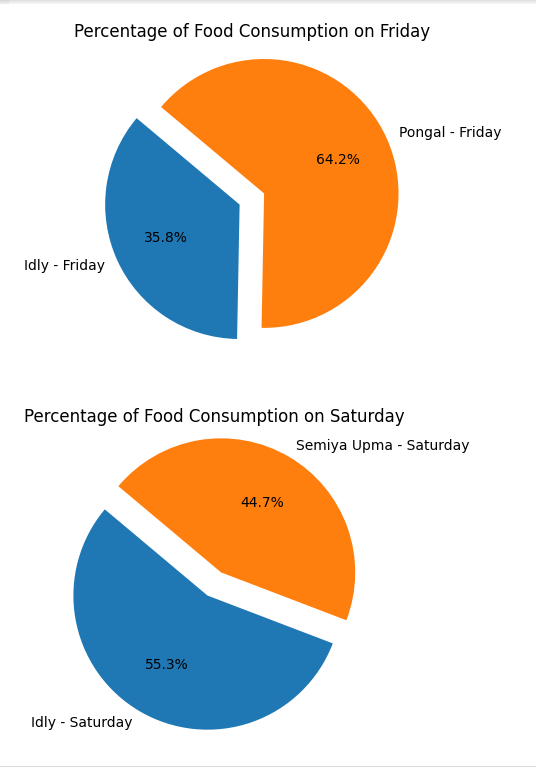 Percentage of Food Consumption on Friday
Pongal - Friday
64.2%
35.8%
Idly - Friday
Percentage of Food Consumption on Saturday
Semiya Upma - Saturday
44.7%
55.3%
Idly - Saturday